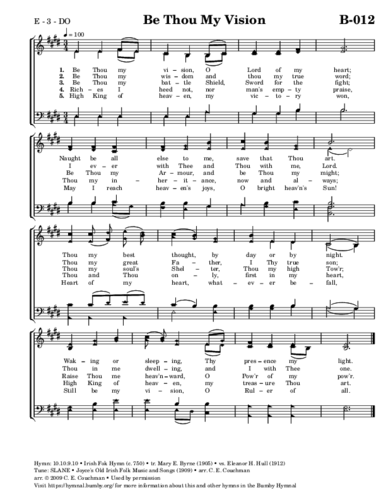 E - 3 - DO
Be Thou My Vision
B-012
♩ = 100
1. Be Thou my vi- sion, O Lord of my heart;
2. Be Thou my wis- dom and thou my true word;
3. Be Thou my bat- tle Shield, Sword for the fight;
4. Rich- es I heed not, nor man's emp- ty praise,
5. High King of heav- en, my vic- to- ry won,
Naught be all else to me, save that Thou art.
I ev- er with Thee and Thou with me, Lord.
Be Thou my Ar- mour, and be Thou my might;
Thou my in- her- it- ance, now and al- ways;
May I reach heav- en's joys, O bright heav'n's Sun!
Thou my best thought, by day or by night.
Thou my great Fa- ther, I Thy true son;
Thou my soul's Shel- ter, Thou my high Tow'r;
Thou and Thou on- ly, first in my heart,
Heart of my heart, what- ev- er be- fall,
Wak- ing or sleep- ing, Thy pres- ence my light.
Thou in me dwell- ing, and I with Thee one.
Raise Thou me heav'n- ward, O Pow'r of my pow'r.
High King of heav- en, my treas- ure Thou art.
Still be my vi- sion, O Rul- er of all.
Hymn: 10.10.9.10 • Irish Folk Hymn (c. 750) • tr. Mary E. Byrne (1905) • vs. Eleanor H. Hull (1912)
Tune: SLANE • Joyce's Old Irish Folk Music and Songs (1909) • arr. C. E. Couchman
arr. © 2009 C. E. Couchman • Used by permission
Visit https://hymnal.bumby.org/ for more information about this and other hymns in the Bumby Hymnal